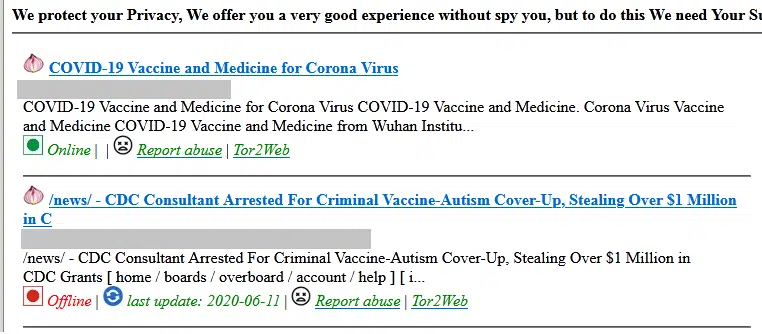 We protect your Privacy, We offer you a very good experience without spy you, but to do this We need Your
COVID-19 Vaccine and Medicine for Corona Virus
COVID-19 Vaccine and Medicine for Corona Virus COVID-19 Vaccine and Medicine. Corona Virus Vaccine
and Medicine COVID-19 Vaccine and Medicine from Wuhan Institu...
Online | | Report abuse | Tor2Web
/news/ - CDC Consultant Arrested For Criminal Vaccine-Autism Cover-Up, Stealing Over $1 Million
in C
/news/ - CDC Consultant Arrested For Criminal Vaccine-Autism Cover-Up, Stealing Over $1 Million in
CDC Grants [ home / boards / overboard / account / help ] [ i...
Offline | last update: 2020-06-11 | Report abuse | Tor2Web